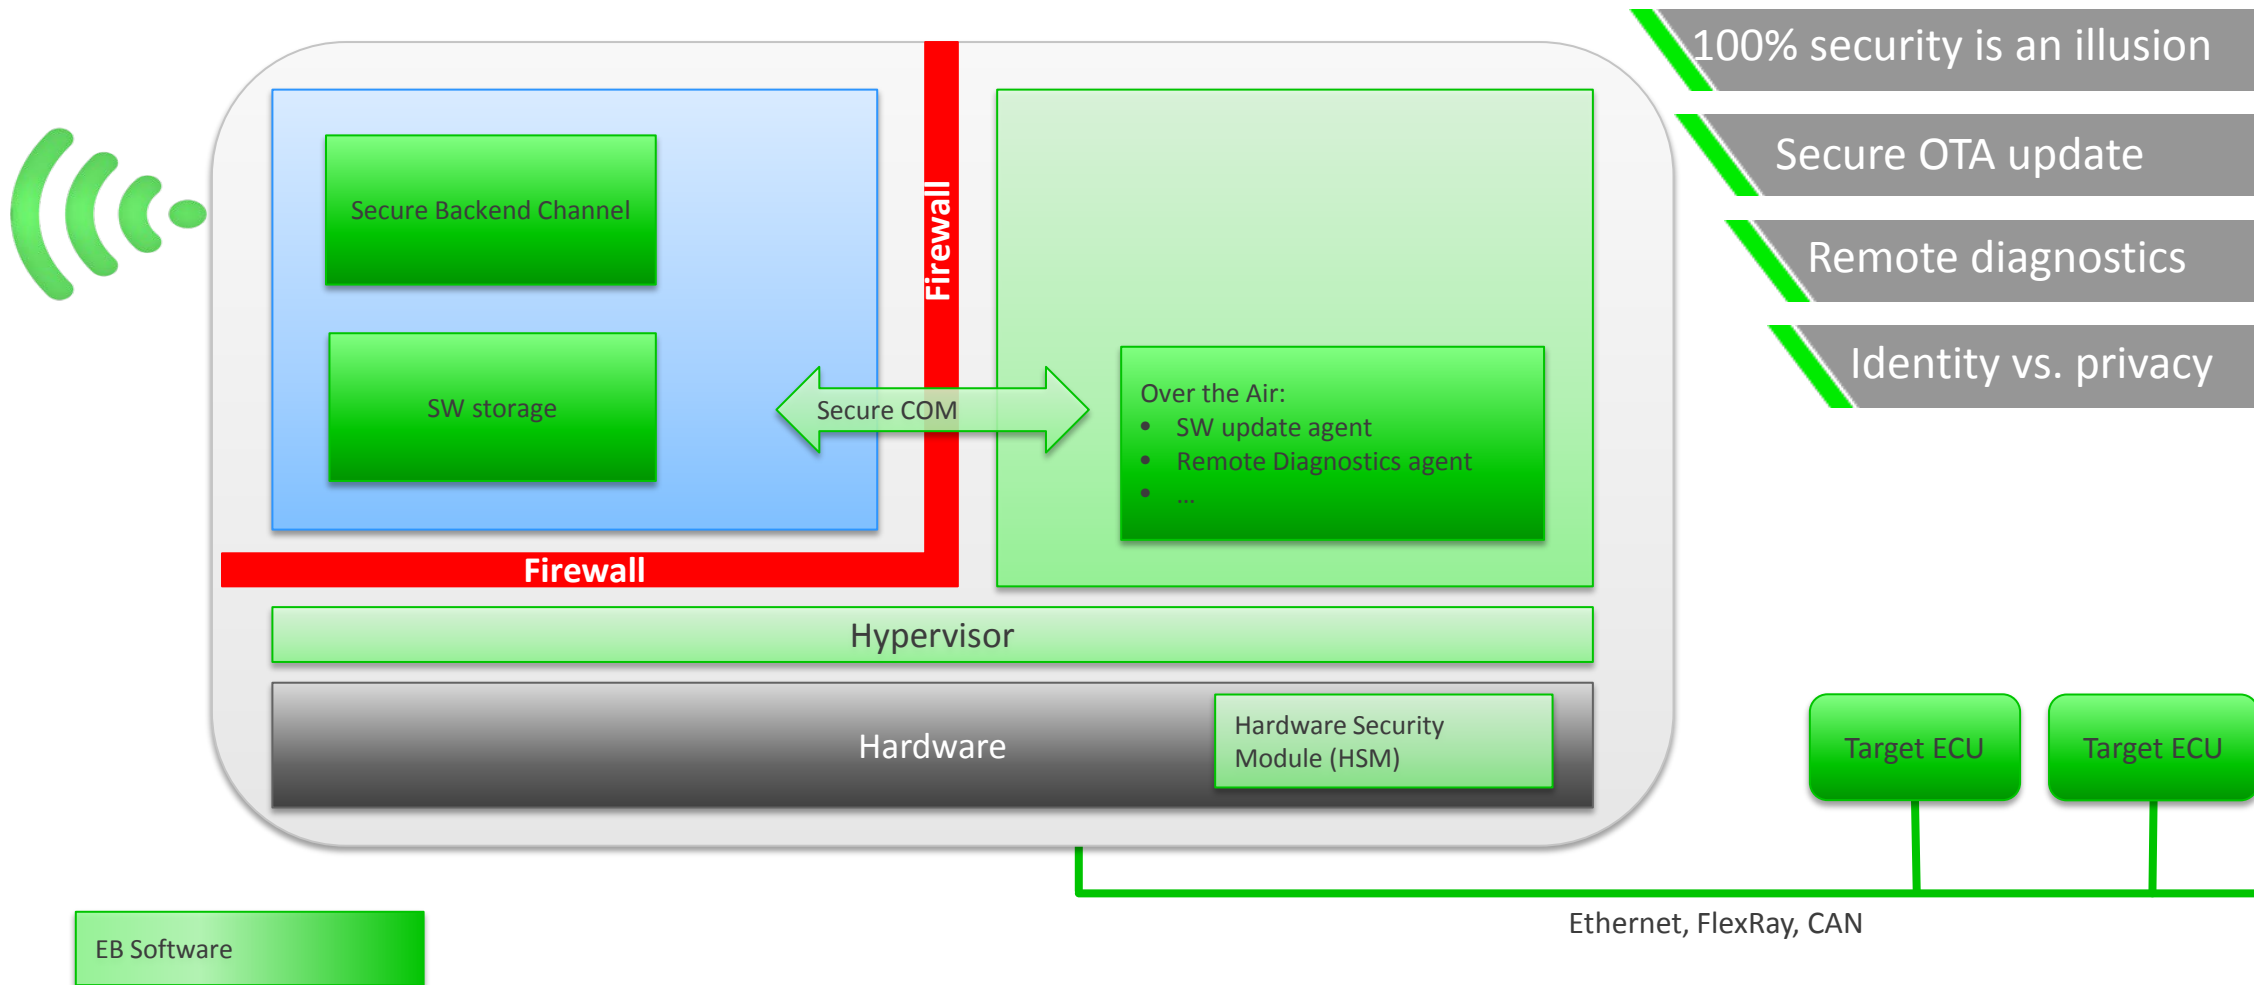 100% security is an illusion
Secure OTA update
Remote diagnostics
Identity vs. privacy
Secure Backend Channel
SW storage
Firewall
Secure COM
Over the Air:
• SW update agent
• Remote Diagnostics agent
• ...
Firewall
Hypervisor
Hardware
Hardware Security
Module (HSM)
Target ECU
Target ECU
Ethernet, FlexRay, CAN
EB Software